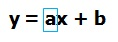 y = ax + b